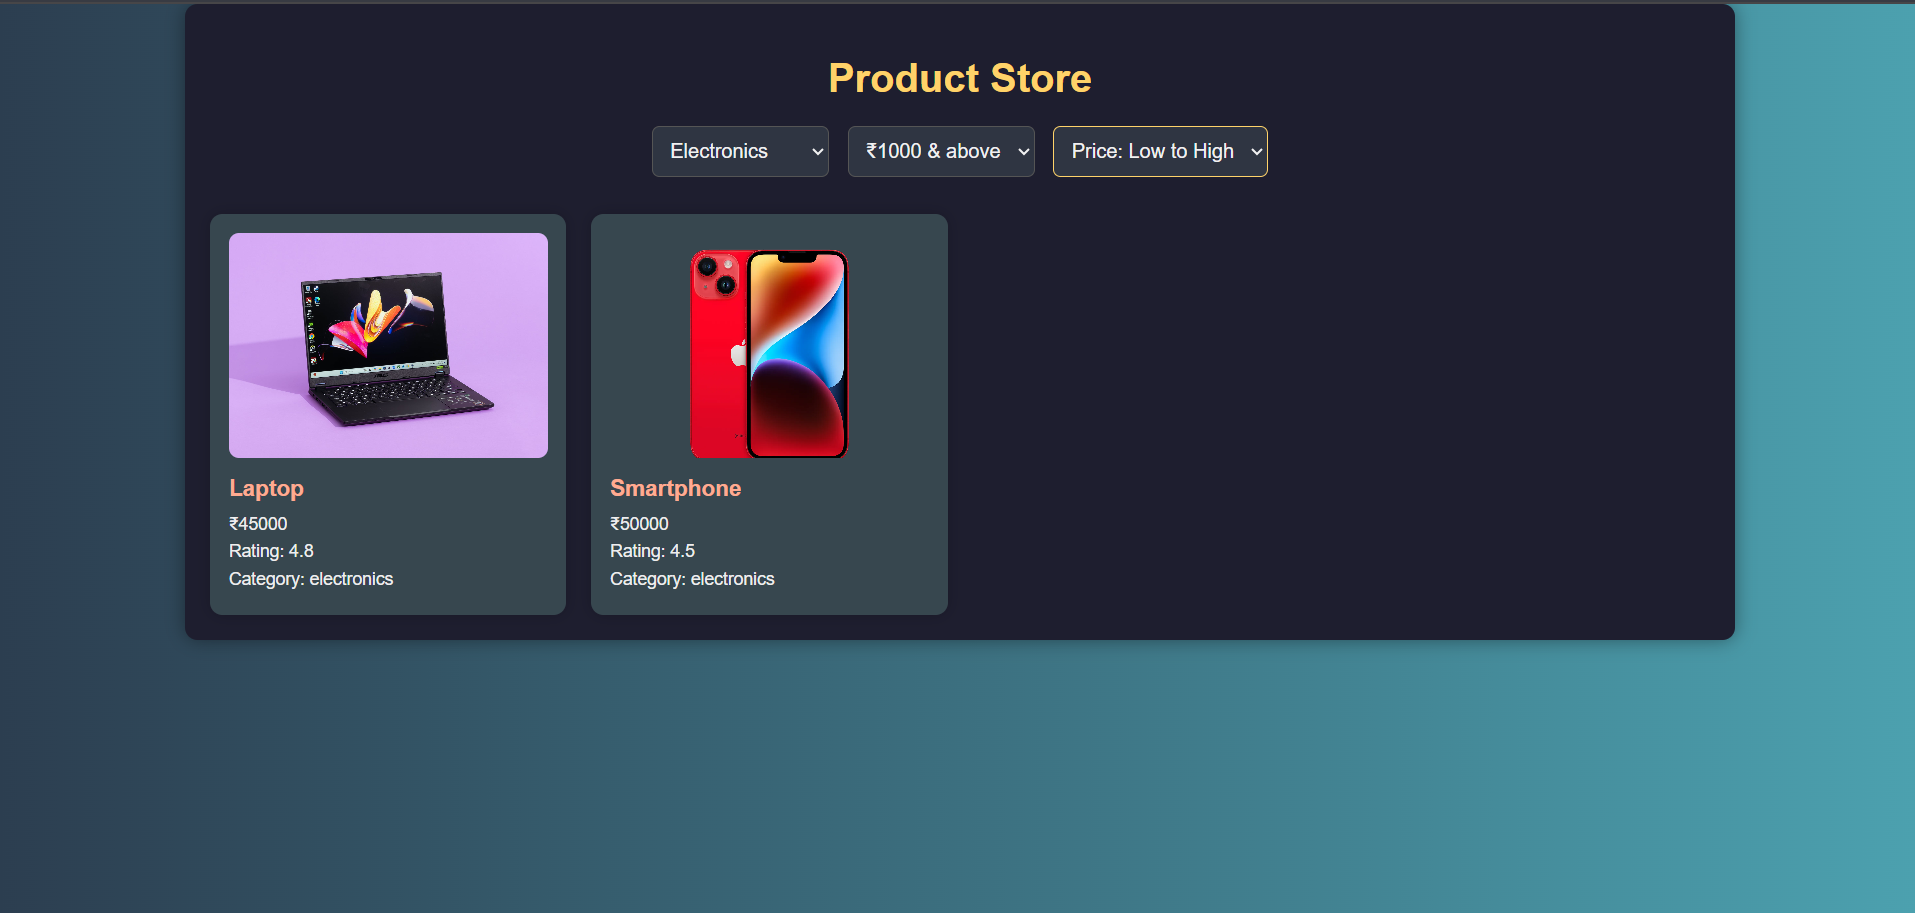 Product Store
Electronics
₹1000 & above
Price: Low to High
Laptop
₹45000
Rating: 4.8
Category: electronics
Smartphone
₹50000
Rating: 4.5
Category: electronics